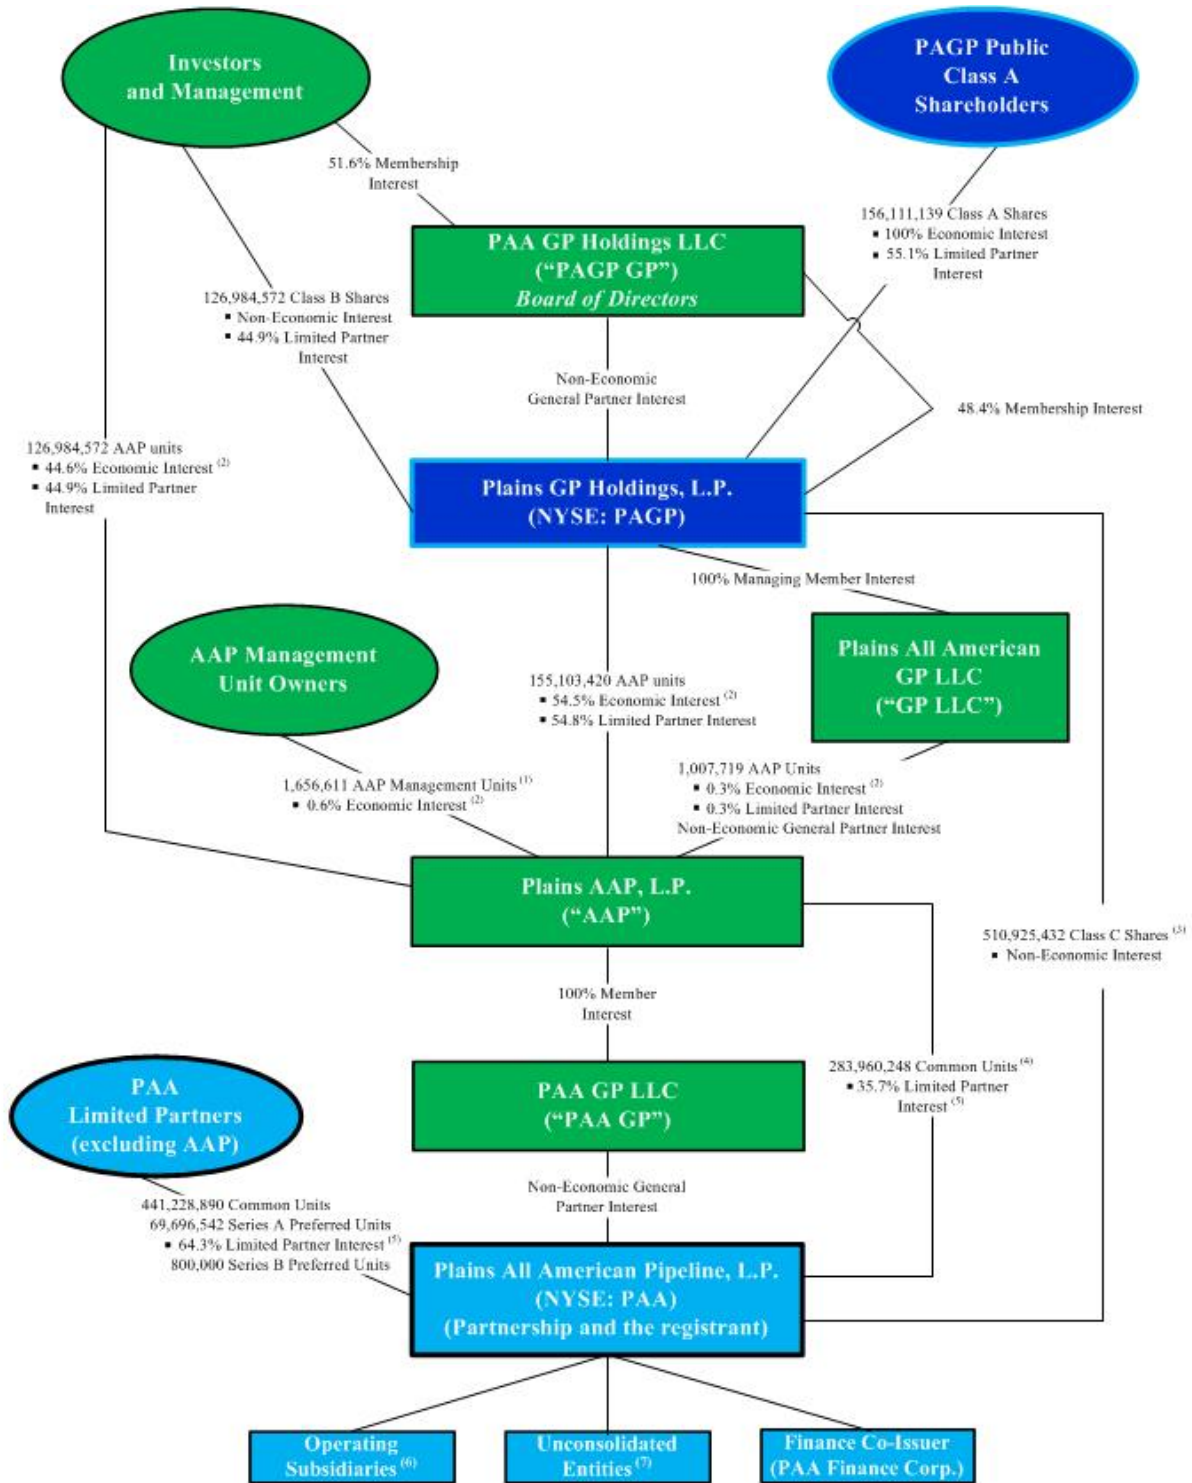 Investors
and Management
PAGP Public
Class A
Shareholders
51.6% Membership
Interest
156,111,139 Class A Shares
▪ 100% Economic Interest
▪ 55.1% Limited Partner
Interest
PAA GP Holdings LLC
(“PAGP GP”)
Board of Directors
126,984,572 Class B Shares
▪ Non-Economic Interest
▪ 44.9% Limited Partner
Interest
Non-Economic
General Partner Interest
48.4% Membership Interest
126,984,572 AAP units
▪ 44.6% Economic Interest (2)
▪ 44.9% Limited Partner
Interest
Plains GP Holdings, L.P.
(NYSE: PAGP)
100% Managing Member Interest
AAP Management
Unit Owners
Plains All American
GP LLC
(“GP LLC”)
155,103,420 AAP units
▪ 54.5% Economic Interest (2)
▪ 54.8% Limited Partner Interest
1,656,611 AAP Management Units (1)
▪ 0.6% Economic Interest (2)
1,007,719 AAP Units
▪ 0.3% Economic Interest (2)
▪ 0.3% Limited Partner Interest
Non-Economic General Partner Interest
Plains AAP, L.P.
(“AAP”)
510,925,432 Class C Shares (3)
▪ Non-Economic Interest
100% Member
Interest
283,960,248 Common Units (4)
▪ 35.7% Limited Partner
Interest (5)
PAA
Limited Partners
(excluding AAP)
PAA GP LLC
(“PAA GP”)
Non-Economic General
Partner Interest
441,228,890 Common Units
69,696,542 Series A Preferred Units
▪ 64.3% Limited Partner Interest (5)
800,000 Series B Preferred Units
Plains All American Pipeline, L.P.
(NYSE: PAA)
(Partnership and the registrant)
Operating
Subsidiaries (6)
Unconsolidated
Entities (7)
Finance Co-Issuer
(PAA Finance Corp.)